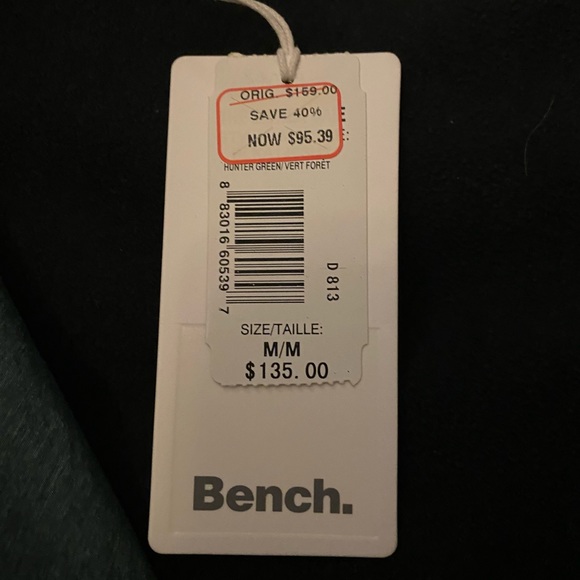 ORIG. $159.00
SAVE 40%
NOW $95.39
HUNTER GREEN/VERT FORÊT
8 83016 60539 7
D 813
SIZE/TAILLE:
M/M
$135.00
Bench.